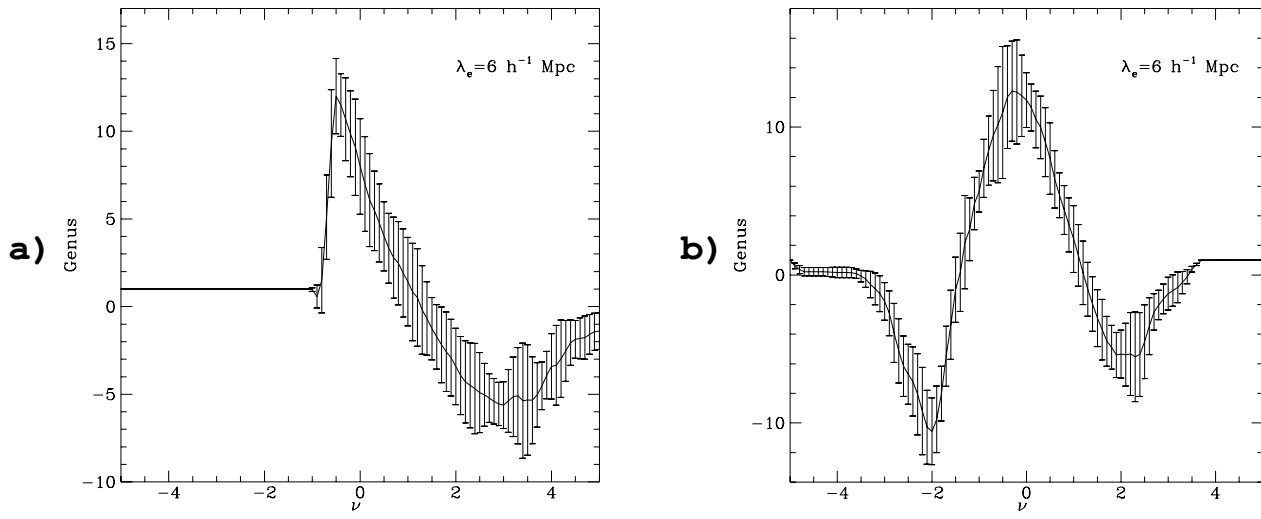 a)
Genus
15
10
5
0
−5
−10
λe=6 h⁻¹ Mpc
−4 −2 0 2 4
ν
b)
Genus
10
0
−10
λe=6 h⁻¹ Mpc
−4 −2 0 2 4
ν